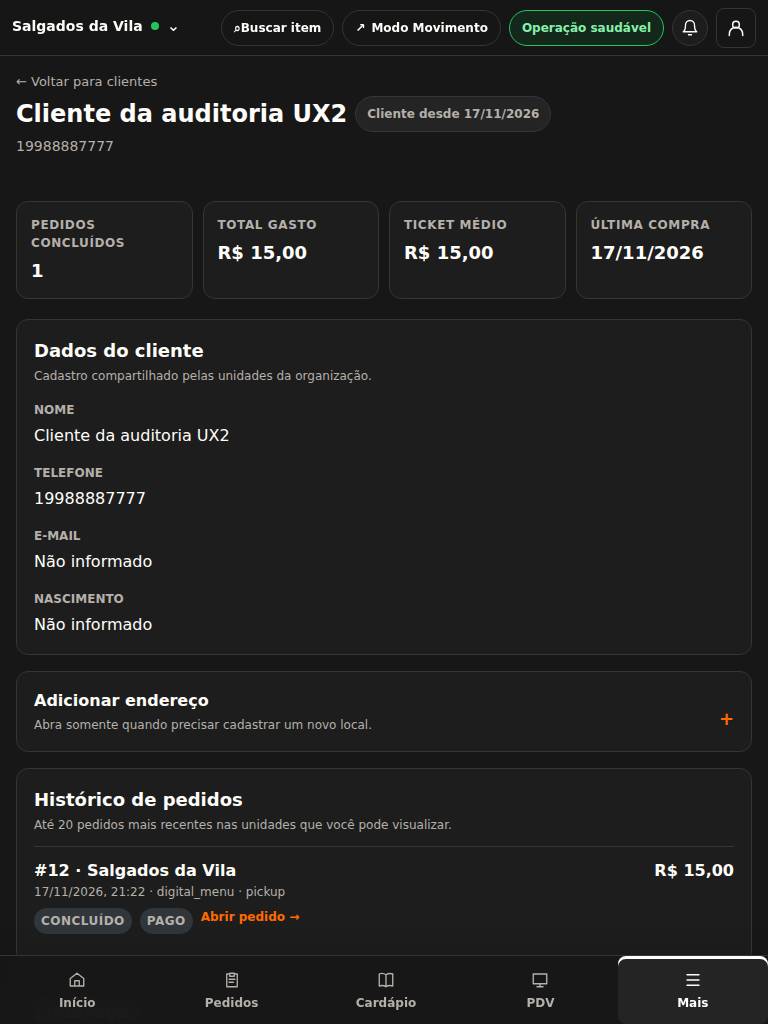 Salgados da Vila
Buscar item
↗ Modo Movimento
Operação saudável
← Voltar para clientes
Cliente da auditoria UX2
Cliente desde 17/11/2026
19988887777
PEDIDOS
CONCLUÍDOS
1
TOTAL GASTO
R$ 15,00
TICKET MÉDIO
R$ 15,00
ÚLTIMA COMPRA
17/11/2026
Dados do cliente
Cadastro compartilhado pelas unidades da organização.
NOME
Cliente da auditoria UX2
TELEFONE
19988887777
E-MAIL
Não informado
NASCIMENTO
Não informado
Adicionar endereço
Abra somente quando precisar cadastrar um novo local.
+
Histórico de pedidos
Até 20 pedidos mais recentes nas unidades que você pode visualizar.
#12 · Salgados da Vila
R$ 15,00
17/11/2026, 21:22 · digital_menu · pickup
CONCLUÍDO
PAGO
Abrir pedido →
Início
Pedidos
Cardápio
PDV
Mais